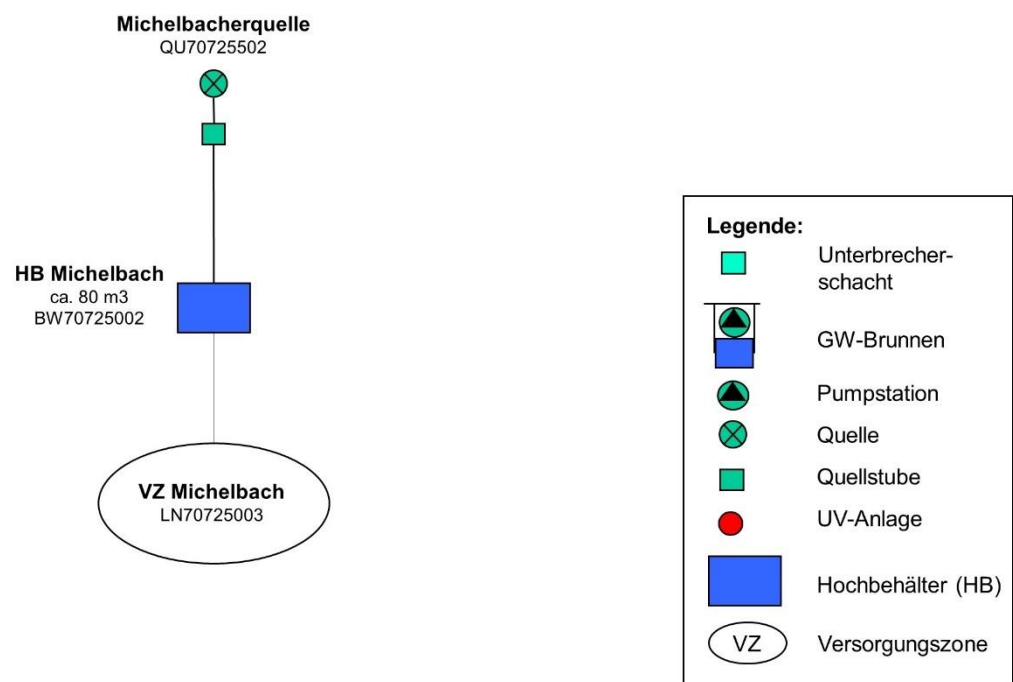 Michelbacherquelle
QU70725502
HB Michelbach
ca. 80 m3
BW70725002
VZ Michelbach
LN70725003
Legende:
Unterbrecher-
schacht
GW-Brunnen
Pumpstation
Quelle
Quellstube
UV-Anlage
Hochbehälter (HB)
VZ Versorgungszone